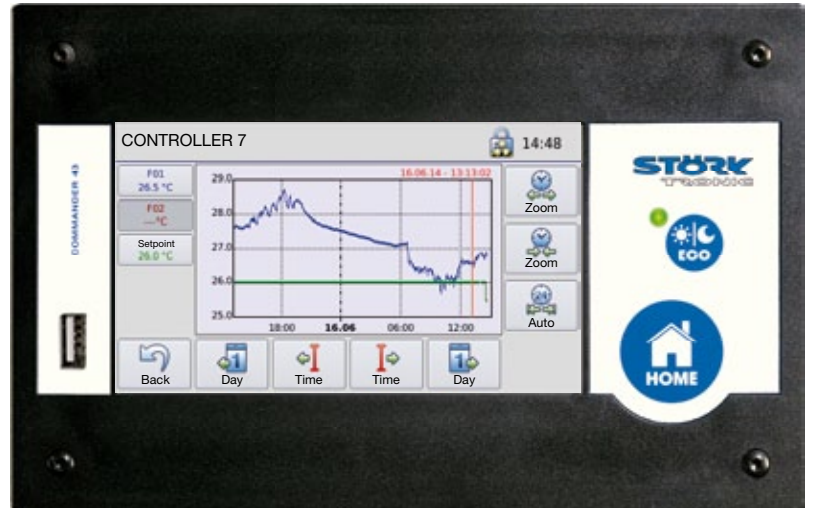 CONTROLLER 7
14:48
STÖRK
TRONIC
COMMANDER 43
F01
26.5 °C
F02
---°C
Setpoint
26.0 °C
16.06.14 - 13:13:02
29.0
28.0
27.0
26.0
25.0
18:00 16.06 06:00 12:00
Zoom
Zoom
24
Auto
ECO
HOME
1
1
Back Day Time Time Day